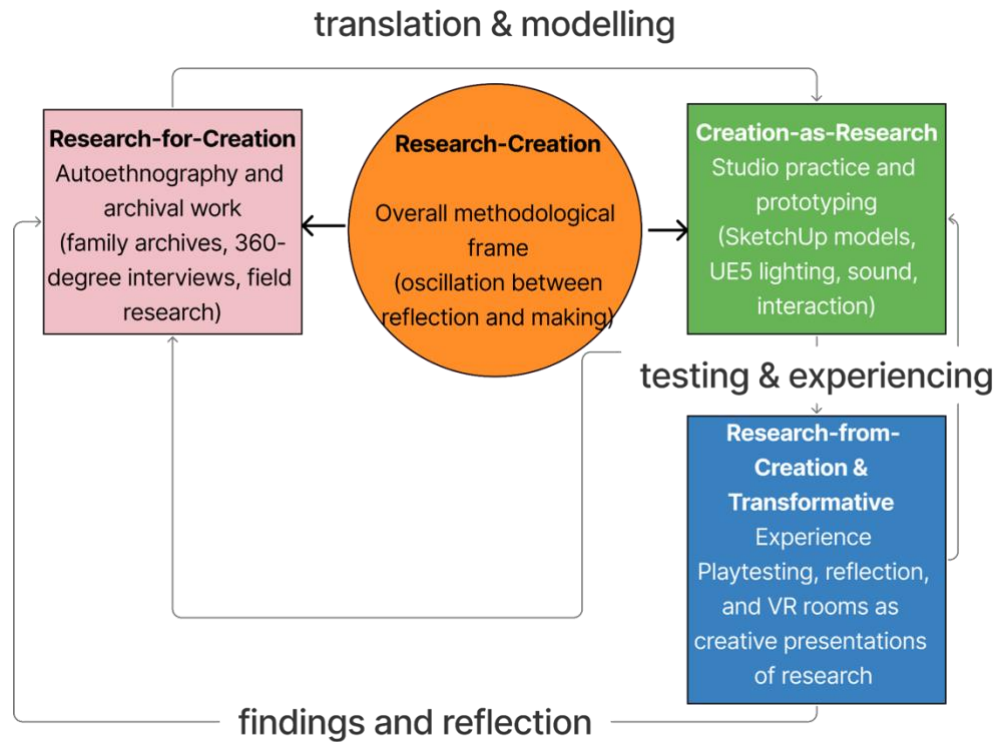 translation & modelling
Research-for-Creation
Autoethnography and
archival work
(family archives, 360-
degree interviews, field
research)
Research-Creation
Overall methodological
frame
(oscillation between
reflection and making)
Creation-as-Research
Studio practice and
prototyping
(SketchUp models,
UE5 lighting, sound,
interaction)
testing & experiencing
Research-from-
Creation &
Transformative
Experience
Playtesting, reflection,
and VR rooms as
creative presentations
of research
findings and reflection